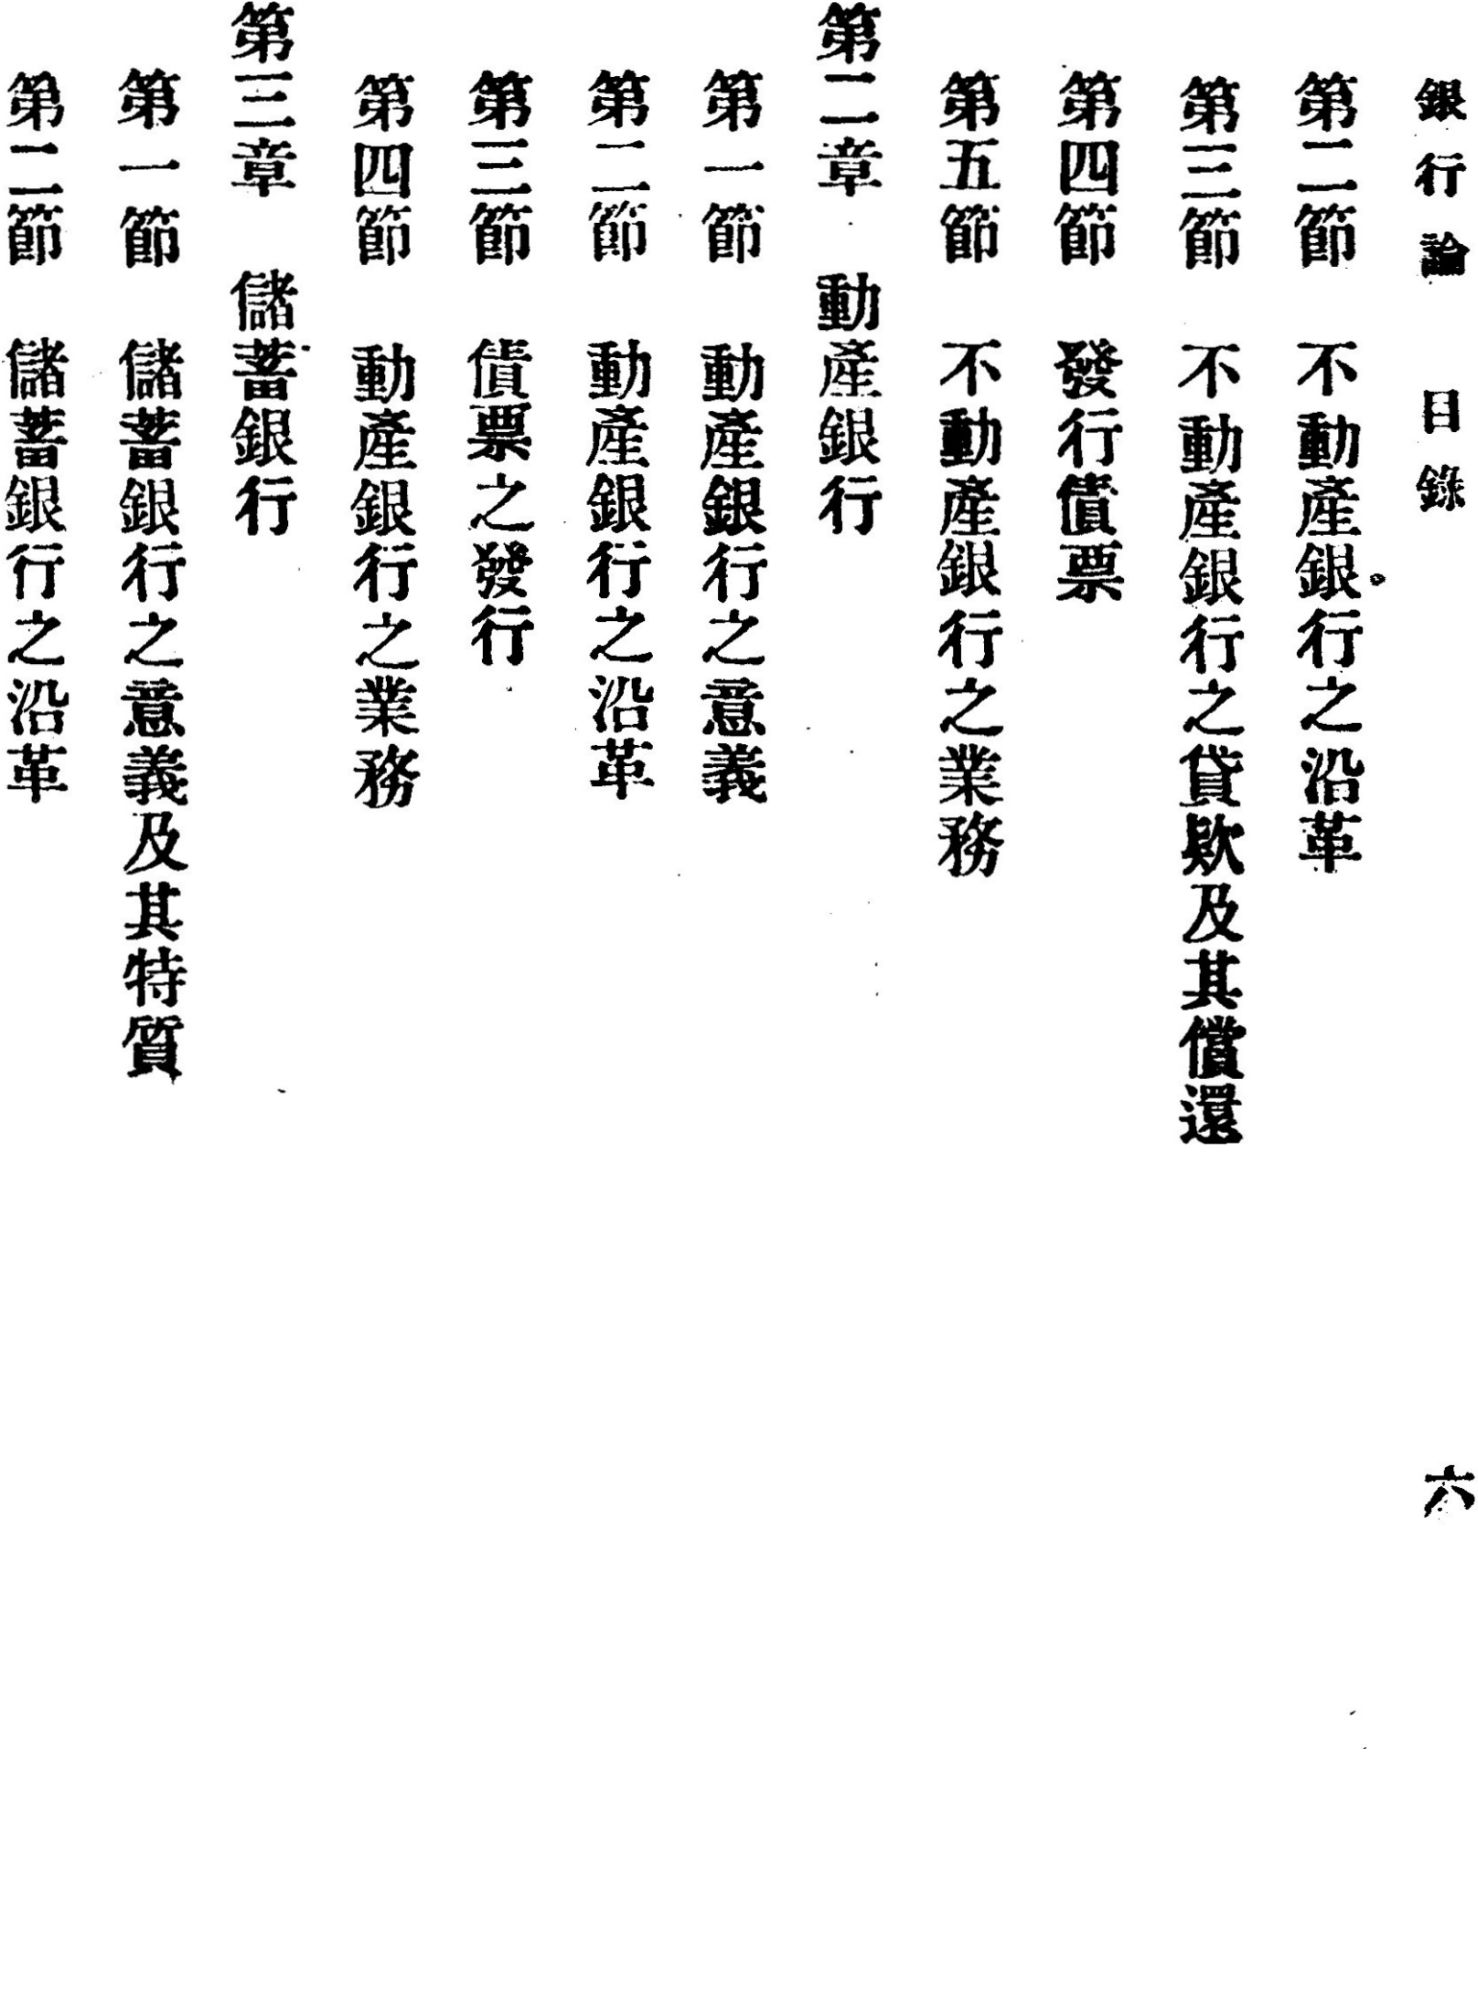 銀行論 目錄 六
第二節 不動產銀行之沿革
第三節 不動產銀行之貸欵及其償還
第四節 發行債票
第五節 不動產銀行之業務
第二章 動產銀行
第一節 動產銀行之意義
第二節 動產銀行之沿革
第三節 債票之發行
第四節 動產銀行之業務
第三章 儲蓄銀行
第一節 儲蓄銀行之意義及其特質
第二節 儲蓄銀行之沿革